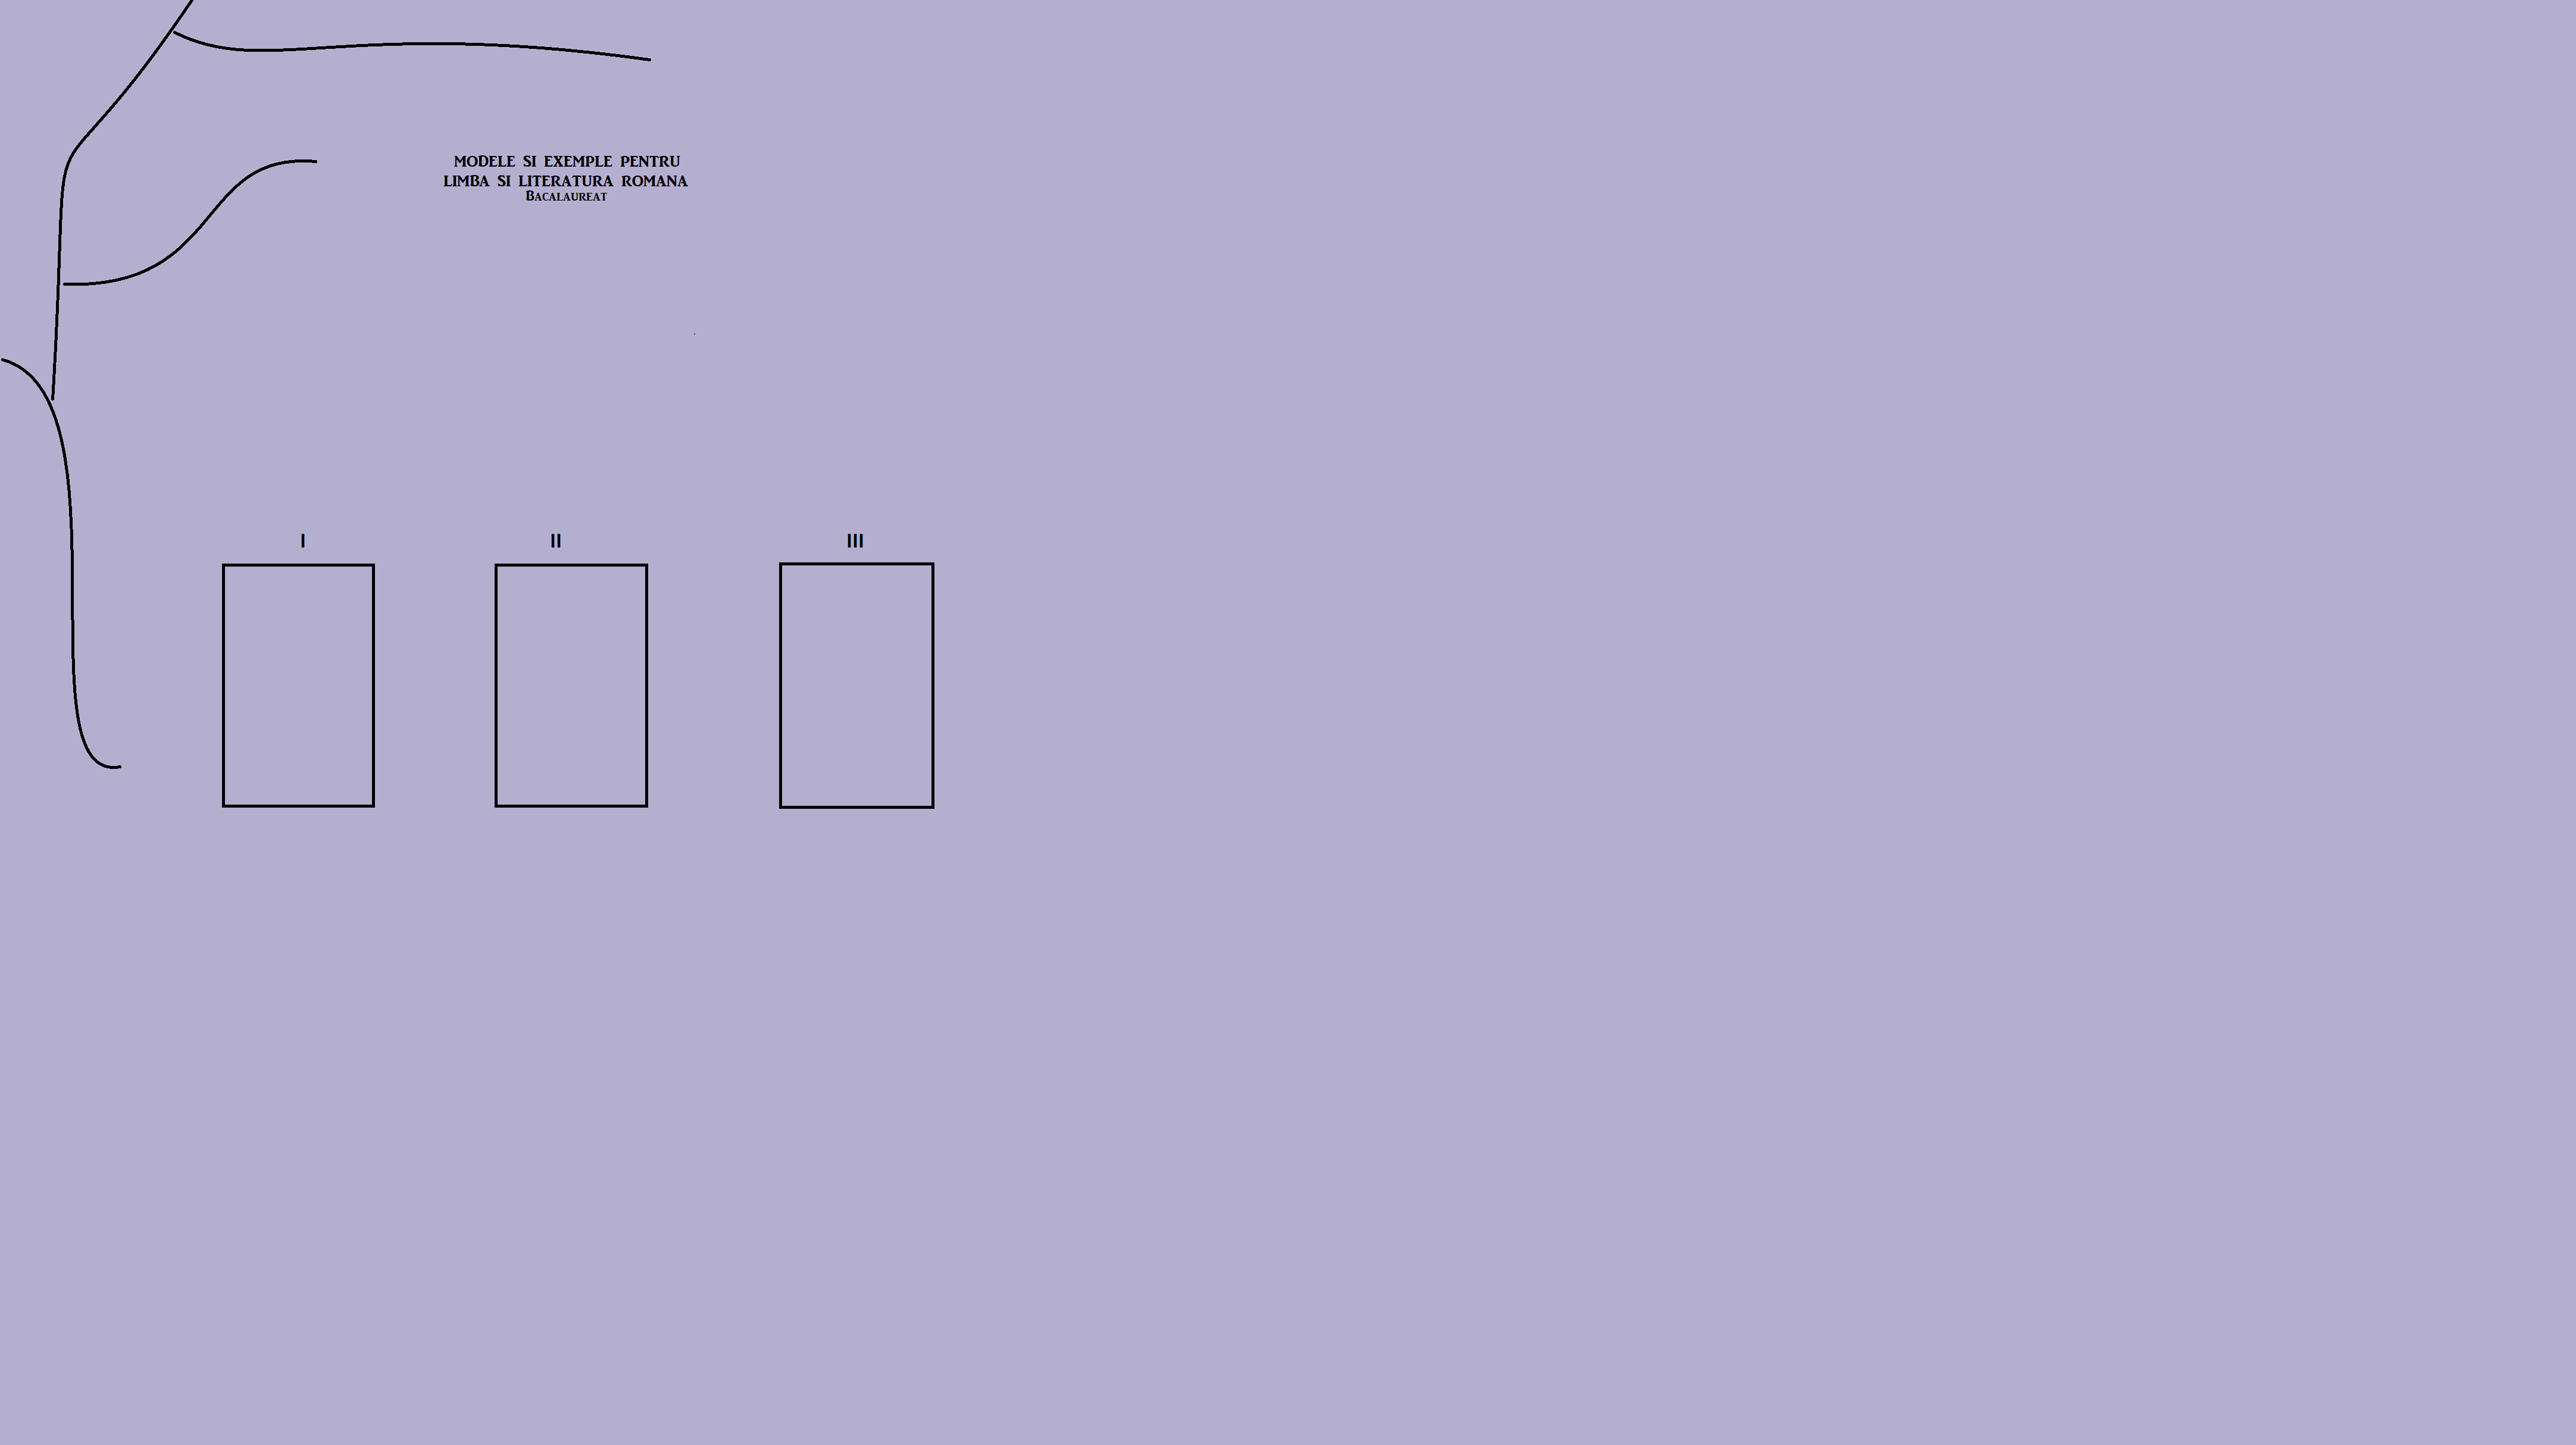 MODELE SI EXEMPLE PENTRU
LIMBA SI LITERATURA ROMANA
Bacalaureat
I II III